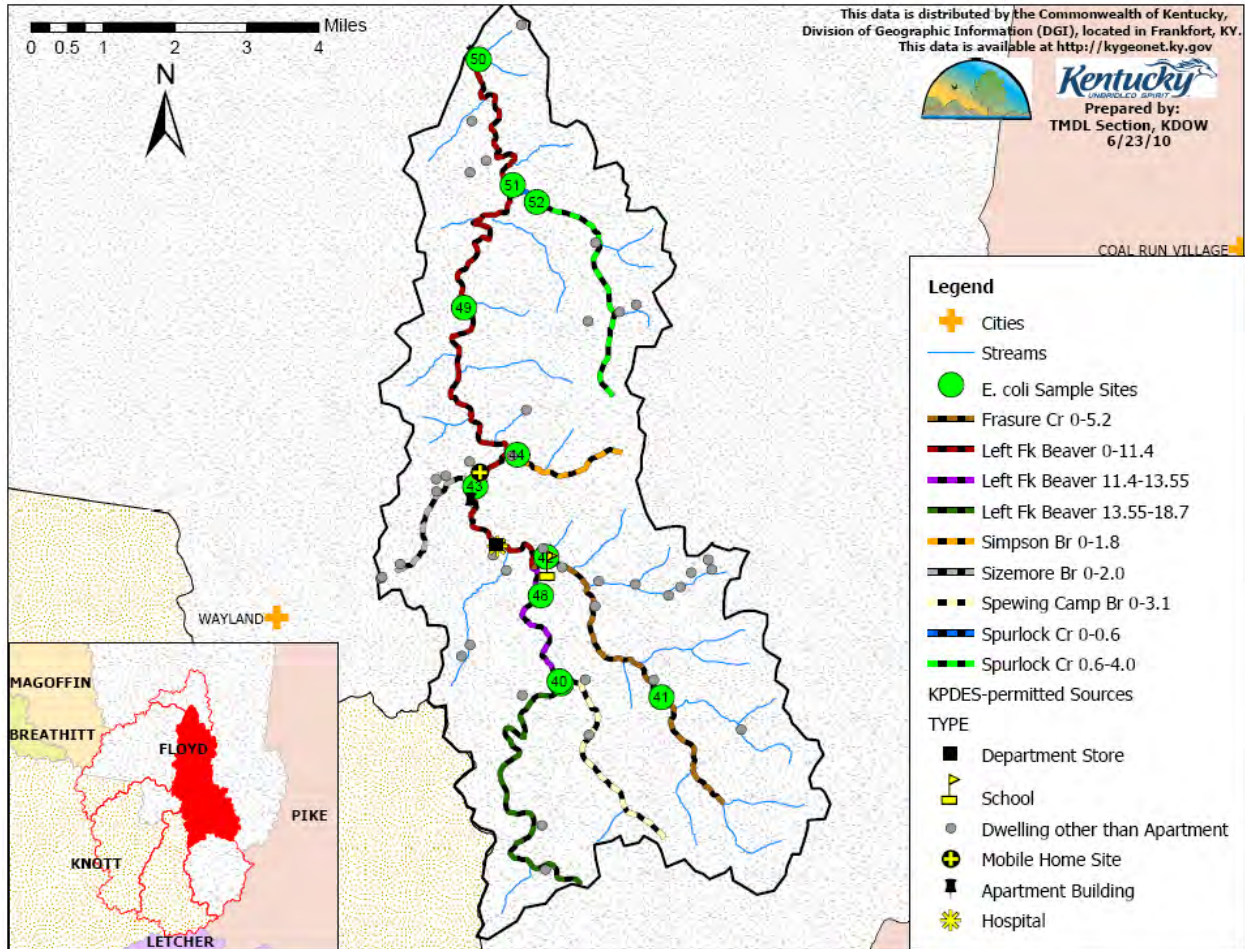 Miles
0 0.5 1 2 3 4
N
This data is distributed by the Commonwealth of Kentucky,
Division of Geographic Information (DGI), located in Frankfort, KY.
This data is available at http://kygeonet.ky.gov
Kentucky
UNBRIDLED SPIRIT
Prepared by:
TMDL Section, KDOW
6/23/10
COAL RUN VILLAGE
50
51
52
49
44
43
42
48
40
41
WAYLAND
Legend
Cities
Streams
E. coli Sample Sites
Frasure Cr 0-5.2
Left Fk Beaver 0-11.4
Left Fk Beaver 11.4-13.55
Left Fk Beaver 13.55-18.7
Simpson Br 0-1.8
Sizemore Br 0-2.0
Spewing Camp Br 0-3.1
Spurlock Cr 0-0.6
Spurlock Cr 0.6-4.0
KPDES-permitted Sources
TYPE
Department Store
School
Dwelling other than Apartment
Mobile Home Site
Apartment Building
Hospital
MAGOFFIN
BREATHITT
FLOYD
PIKE
KNOTT
LETCHER